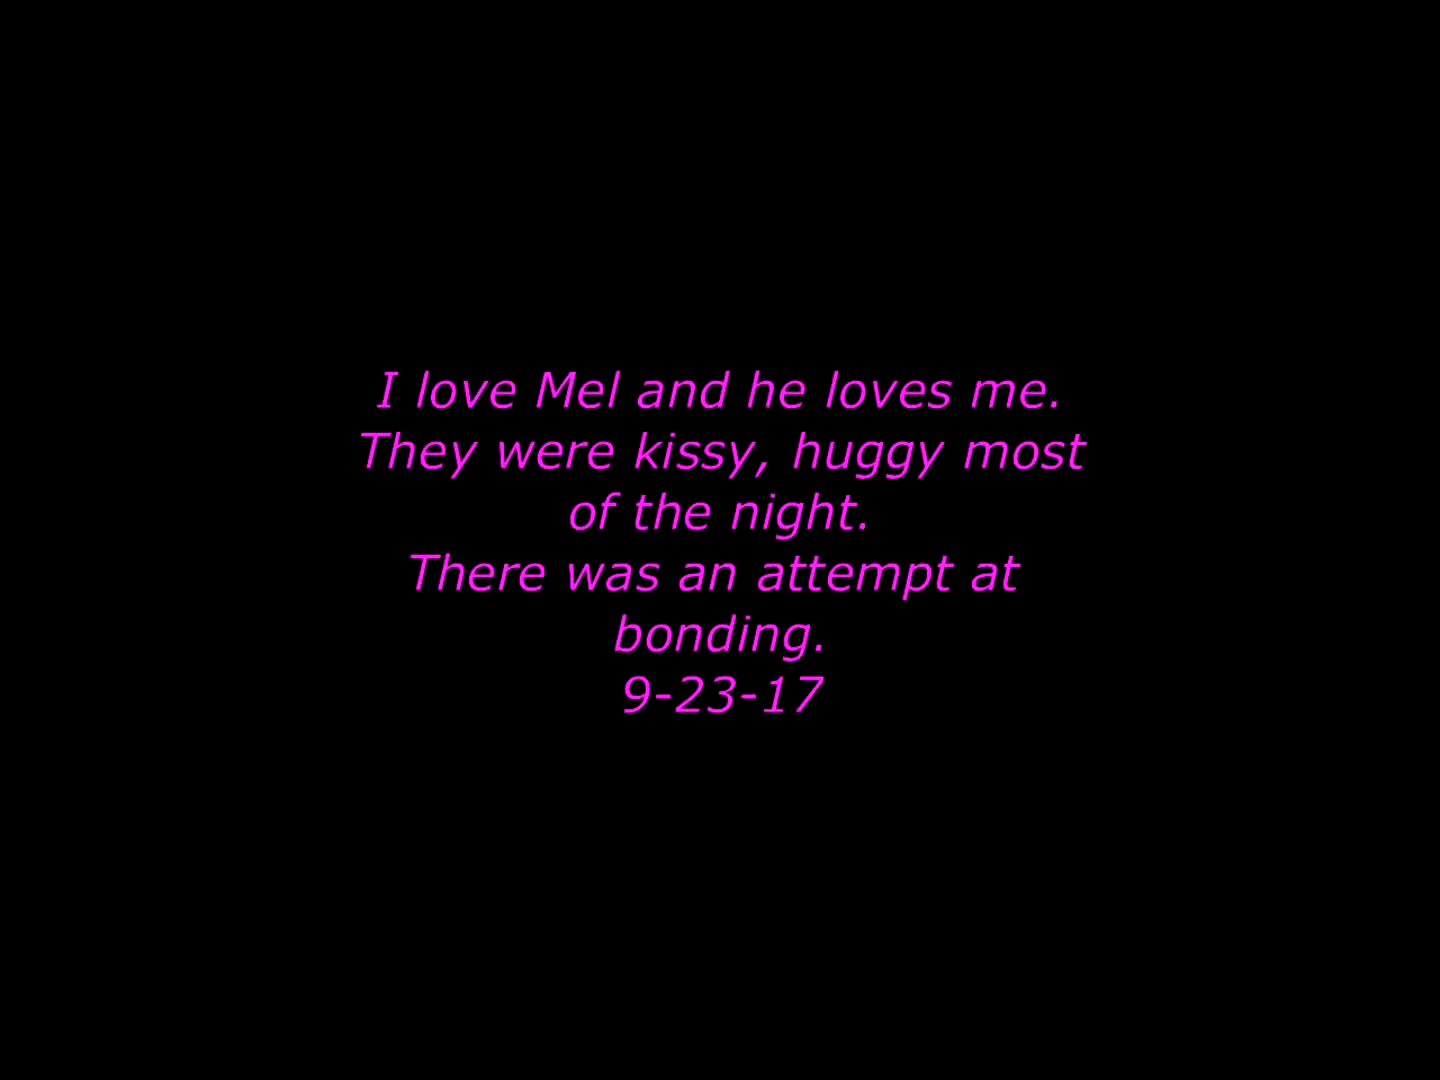 I love Mel and he loves me.
They were kissy, huggy most
of the night.
There was an attempt at
bonding.
9-23-17